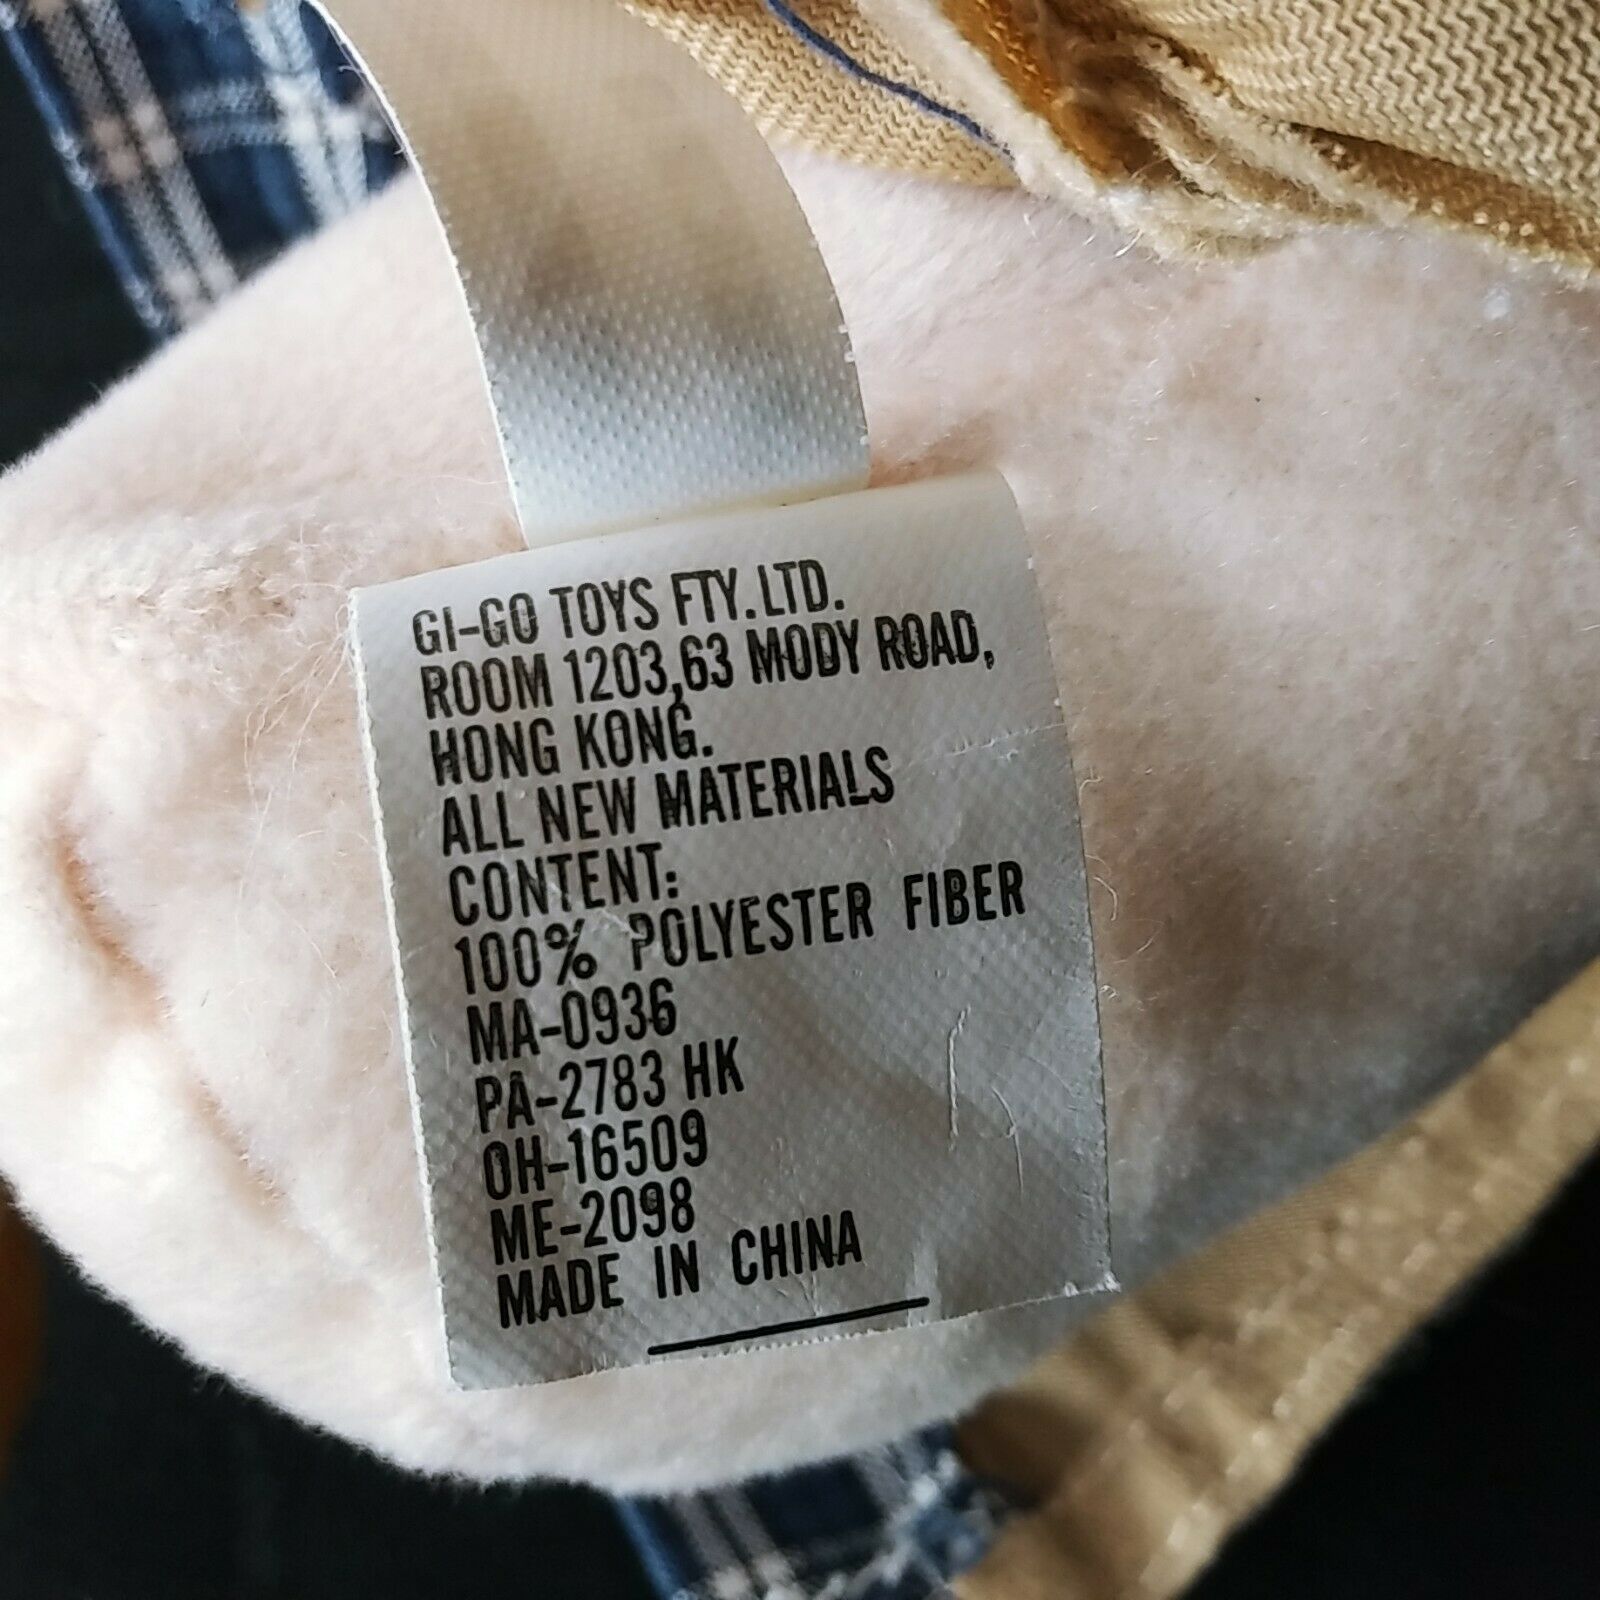 GI-GO TOYS FTY. LTD.
ROOM 1203,63 MODY ROAD,
HONG KONG.
ALL NEW MATERIALS
CONTENT:
100% POLYESTER FIBER
MA-0936
PA-2783 HK
OH-16509
ME-2098
MADE IN CHINA